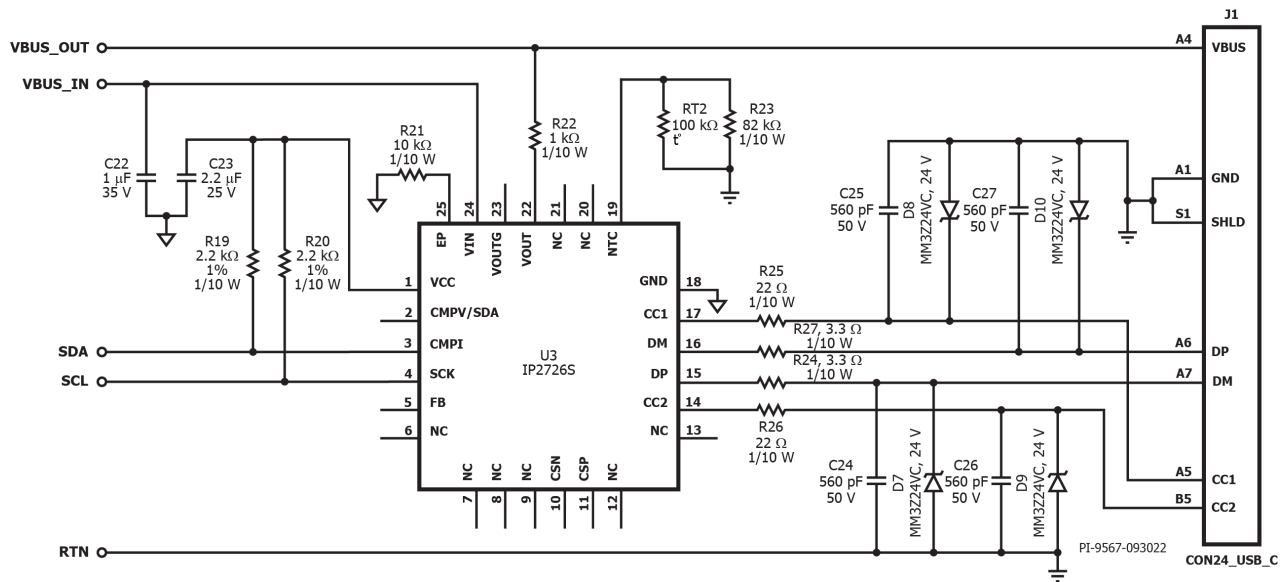 J1
VBUS_OUT
A4
VBUS
VBUS_IN
C22
1 μF
35 V
C23
2.2 μF
25 V
R21
10 kΩ
1/10 W
R22
1 kΩ
1/10 W
RT2
100 kΩ
t°
R23
82 kΩ
1/10 W
R19
2.2 kΩ
1%
1/10 W
R20
2.2 kΩ
1%
1/10 W
25
24
23
22
21
20
19
EP
VIN
VOUTG
VOUT
NC
NC
NTC
C25
560 pF
50 V
D8
MM3Z24VC, 24 V
C27
560 pF
50 V
D10
MM3Z24VC, 24 V
A1
GND
S1
SHLD
1
VCC
2
CMPV/SDA
SDA
3
CMPI
SCL
4
SCK
5
FB
6
NC
U3
IP2726S
GND
18
CC1
17
DM
16
DP
15
CC2
14
NC
13
R25
22 Ω
1/10 W
R27, 3.3 Ω
1/10 W
R24, 3.3 Ω
1/10 W
R26
22 Ω
1/10 W
A6
DP
A7
DM
NC
NC
NC
CSN
CSP
NC
7
8
9
10
11
12
C24
560 pF
50 V
D7
MM3Z24VC, 24 V
C26
560 pF
50 V
D9
MM3Z24VC, 24 V
A5
CC1
B5
CC2
RTN
PI-9567-093022
CON24_USB_C